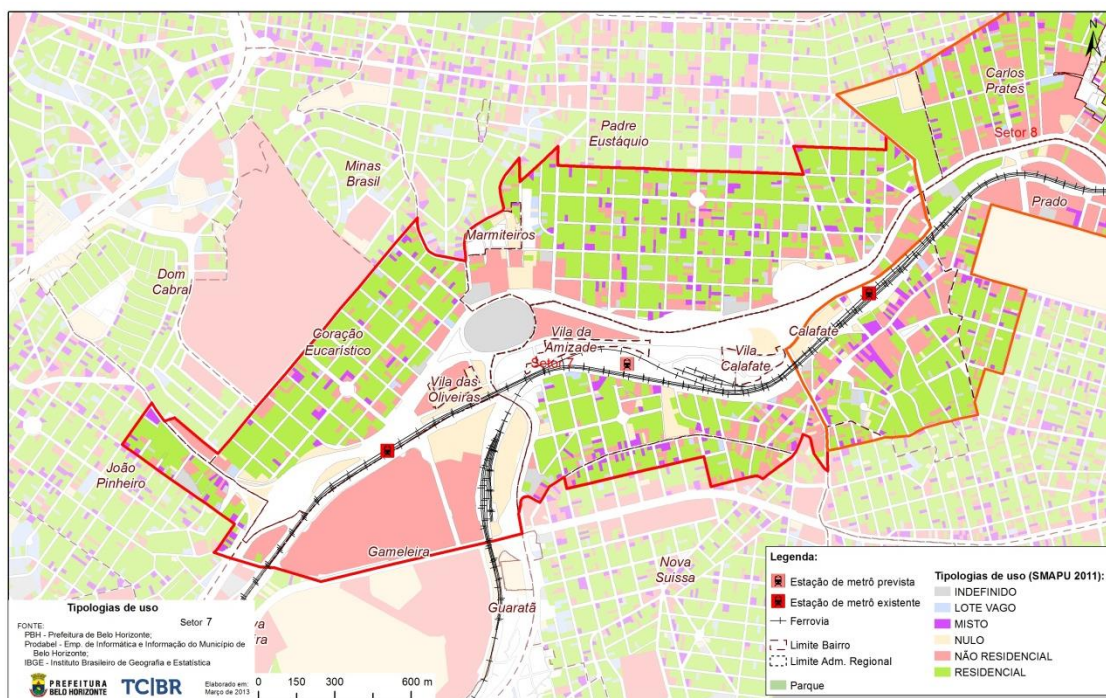 N
Carlos
Prates
Setor 8
Padre
Eustáquio
Minas
Brasil
Prado
Marmiteiros
Dom
Cabral
Coração
Eucarístico
Vila da
Amizade
Setor 7
Calafate
Vila
Calafate
Vila das
Oliveiras
João
Pinheiro
Gameleira
Nova
Suissa
Guaratã
Tipologias de uso
Setor 7
FONTE:
PBH - Prefeitura de Belo Horizonte;
Prodabel - Emp. de Informática e Informação do Município de
Belo Horizonte;
IBGE - Instituto Brasileiro de Geografia e Estatística
PREFEITURA
BELO HORIZONTE
TC|BR
Elaborado em:
Março de 2013
0 150 300 600 m
Legenda:
Estação de metrô prevista
Estação de metrô existente
Ferrovia
Limite Bairro
Limite Adm. Regional
Parque
Tipologias de uso (SMAPU 2011):
INDEFINIDO
LOTE VAGO
MISTO
NULO
NÃO RESIDENCIAL
RESIDENCIAL